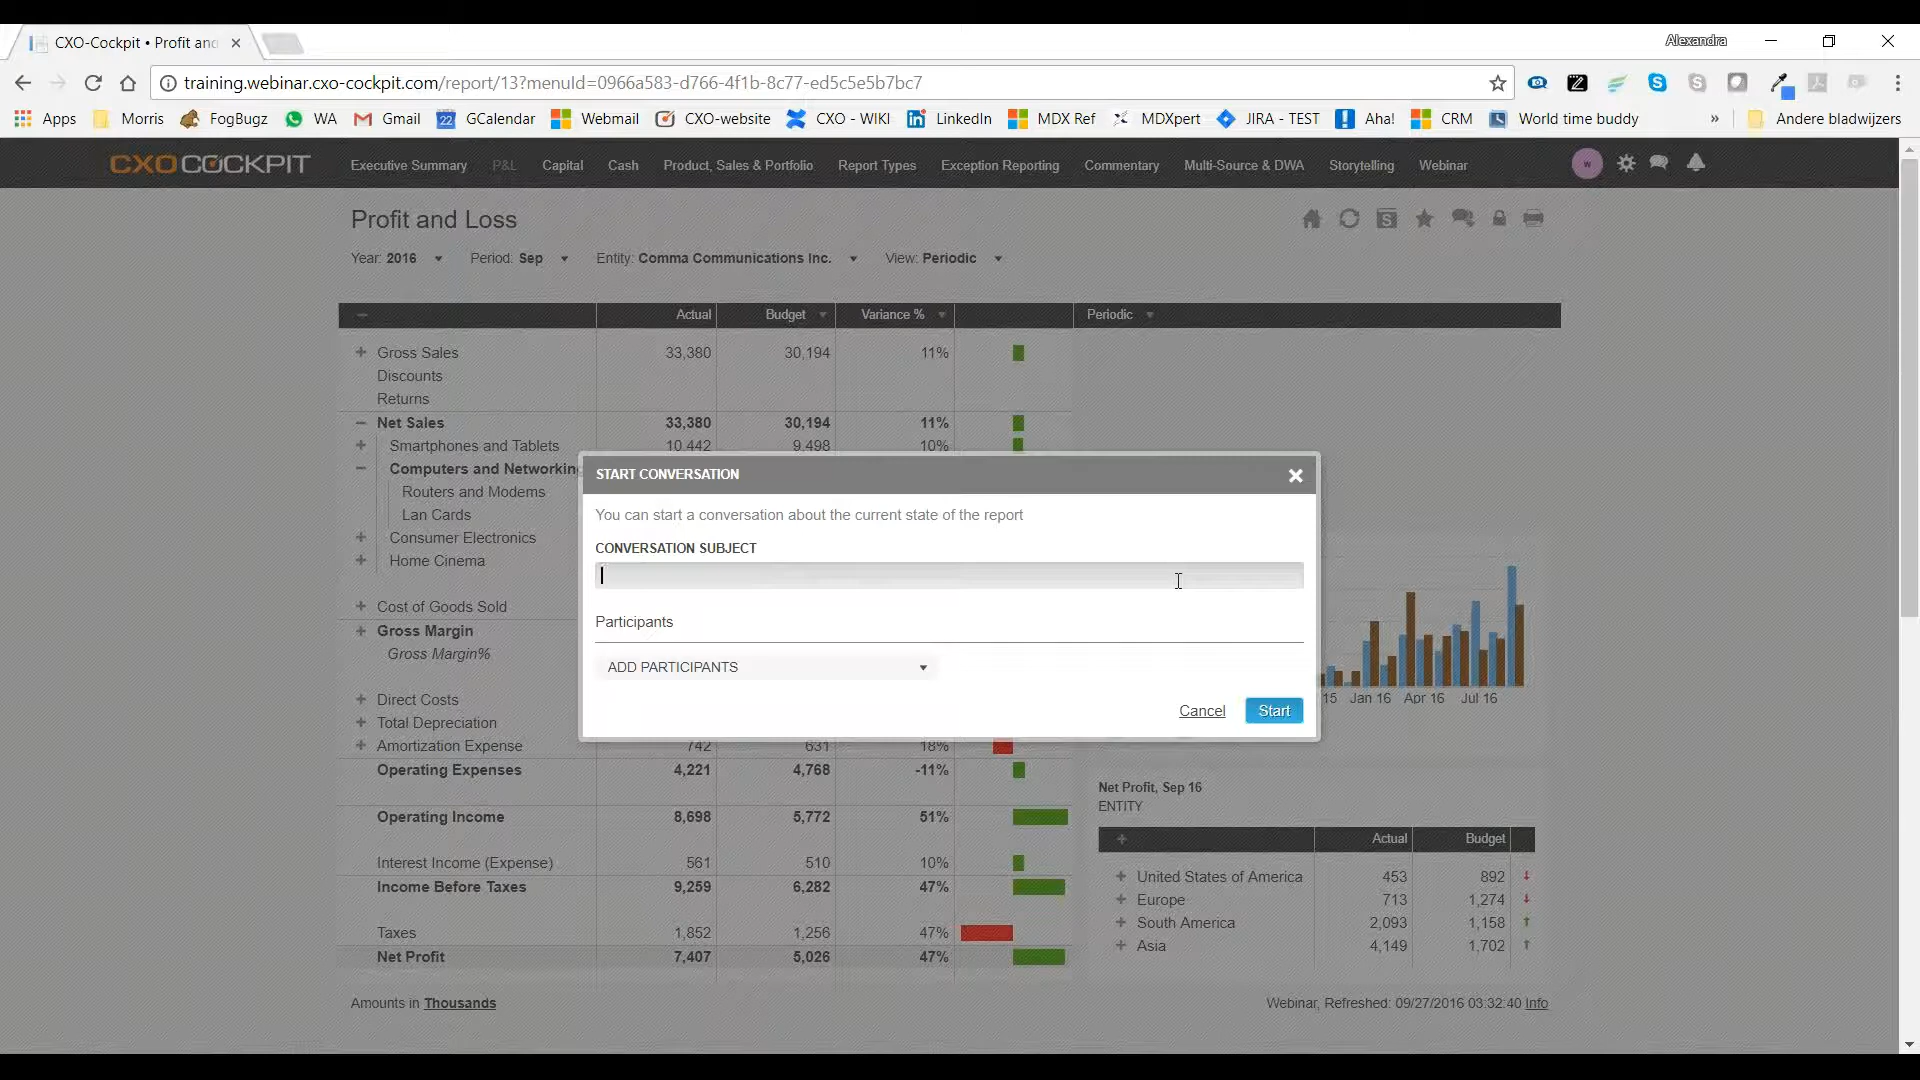 CXO-Cockpit • Profit and
Alexandra
training.webinar.cxo-cockpit.com/report/13?menuId=0966a583-d766-4f1b-8c77-ed5c5e5b7bc7
Apps Morris FogBugz WA Gmail 22 GCalendar Webmail CXO-website CXO - WIKI LinkedIn MDX Ref MDXpert JIRA - TEST Aha! CRM World time buddy » Andere bladwijzers
CXOCOCKPIT Executive Summary P&L Capital Cash Product, Sales & Portfolio Report Types Exception Reporting Commentary Multi-Source & DWA Storytelling Webinar W
Profit and Loss
Year: 2016 Period: Sep Entity: Comma Communications Inc. View: Periodic
Actual Budget Variance % Periodic
Gross Sales 33,380 30,194 11%
Discounts
Returns
Net Sales 33,380 30,194 11%
Smartphones and Tablets 10,442 9,498 10%
Computers and Networking
Routers and Modems
Lan Cards
Consumer Electronics
Home Cinema
Cost of Goods Sold
Gross Margin
Gross Margin%
Direct Costs
Total Depreciation
Amortization Expense 742 631 18%
Operating Expenses 4,221 4,768 -11%
Operating Income 8,698 5,772 51%
Interest Income (Expense) 561 510 10%
Income Before Taxes 9,259 6,282 47%
Taxes 1,852 1,256 47%
Net Profit 7,407 5,026 47%
START CONVERSATION
You can start a conversation about the current state of the report
CONVERSATION SUBJECT
Participants
ADD PARTICIPANTS
Cancel Start
15 Jan 16 Apr 16 Jul 16
Net Profit, Sep 16
ENTITY
Actual Budget
United States of America 453 892
Europe 713 1,274
South America 2,093 1,158
Asia 4,149 1,702
Amounts in Thousands
Webinar, Refreshed: 09/27/2016 03:32:40 Info